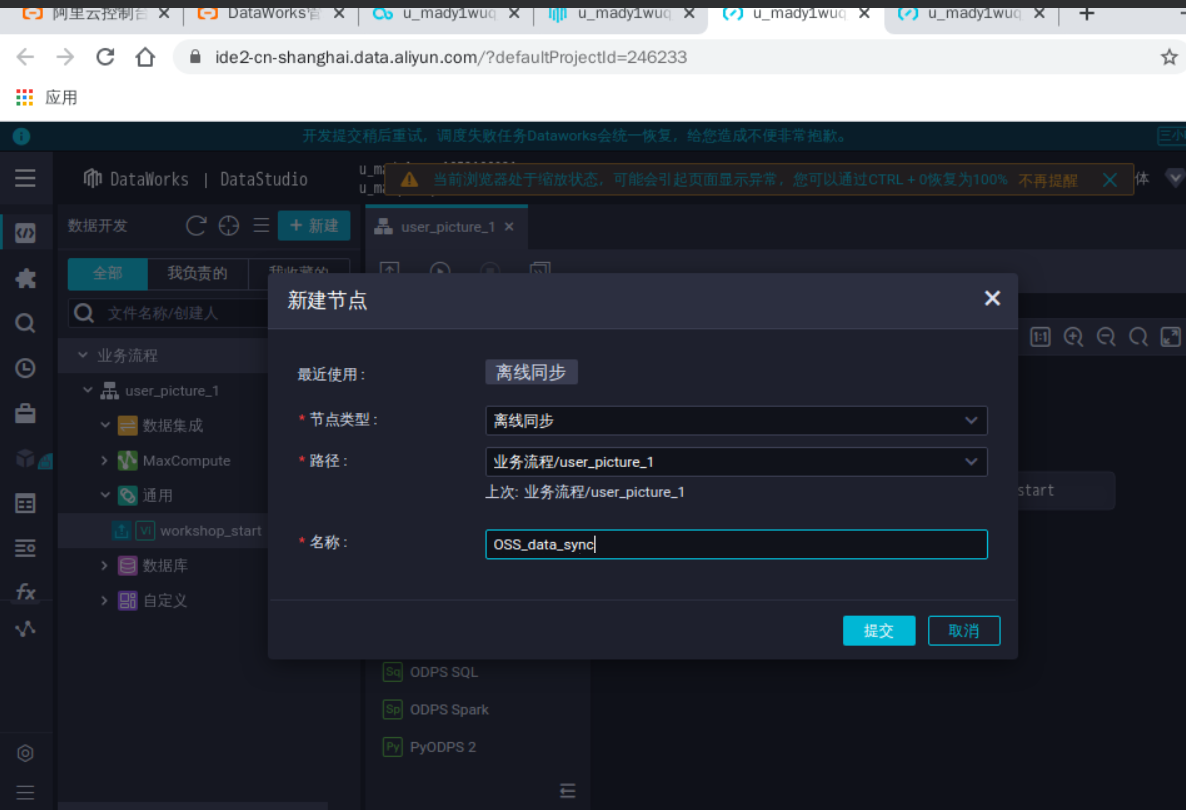 阿里云控制台
DataWorks管
u_mady1wuq
u_mady1wuq
u_mady1wuq
u_mady1wuq
ide2-cn-shanghai.data.aliyun.com/?defaultProjectId=246233
应用
开发提交稍后重试，调度失败任务Dataworks会统一恢复，给您造成不便非常抱歉。
DataWorks | DataStudio
当前浏览器处于缩放状态，可能会引起页面显示异常，您可以通过CTRL + 0恢复为100% 不再提醒
体
数据开发
+ 新建
user_picture_1
全部 我负责的 我收藏的
文件名称/创建人
业务流程
user_picture_1
数据集成
MaxCompute
通用
VI workshop_start
数据库
自定义
fx
1:1
新建节点
最近使用 : 离线同步
* 节点类型 : 离线同步
* 路径 : 业务流程/user_picture_1
上次: 业务流程/user_picture_1
* 名称 : OSS_data_sync
提交 取消
start
Sq ODPS SQL
Sp ODPS Spark
Py PyODPS 2